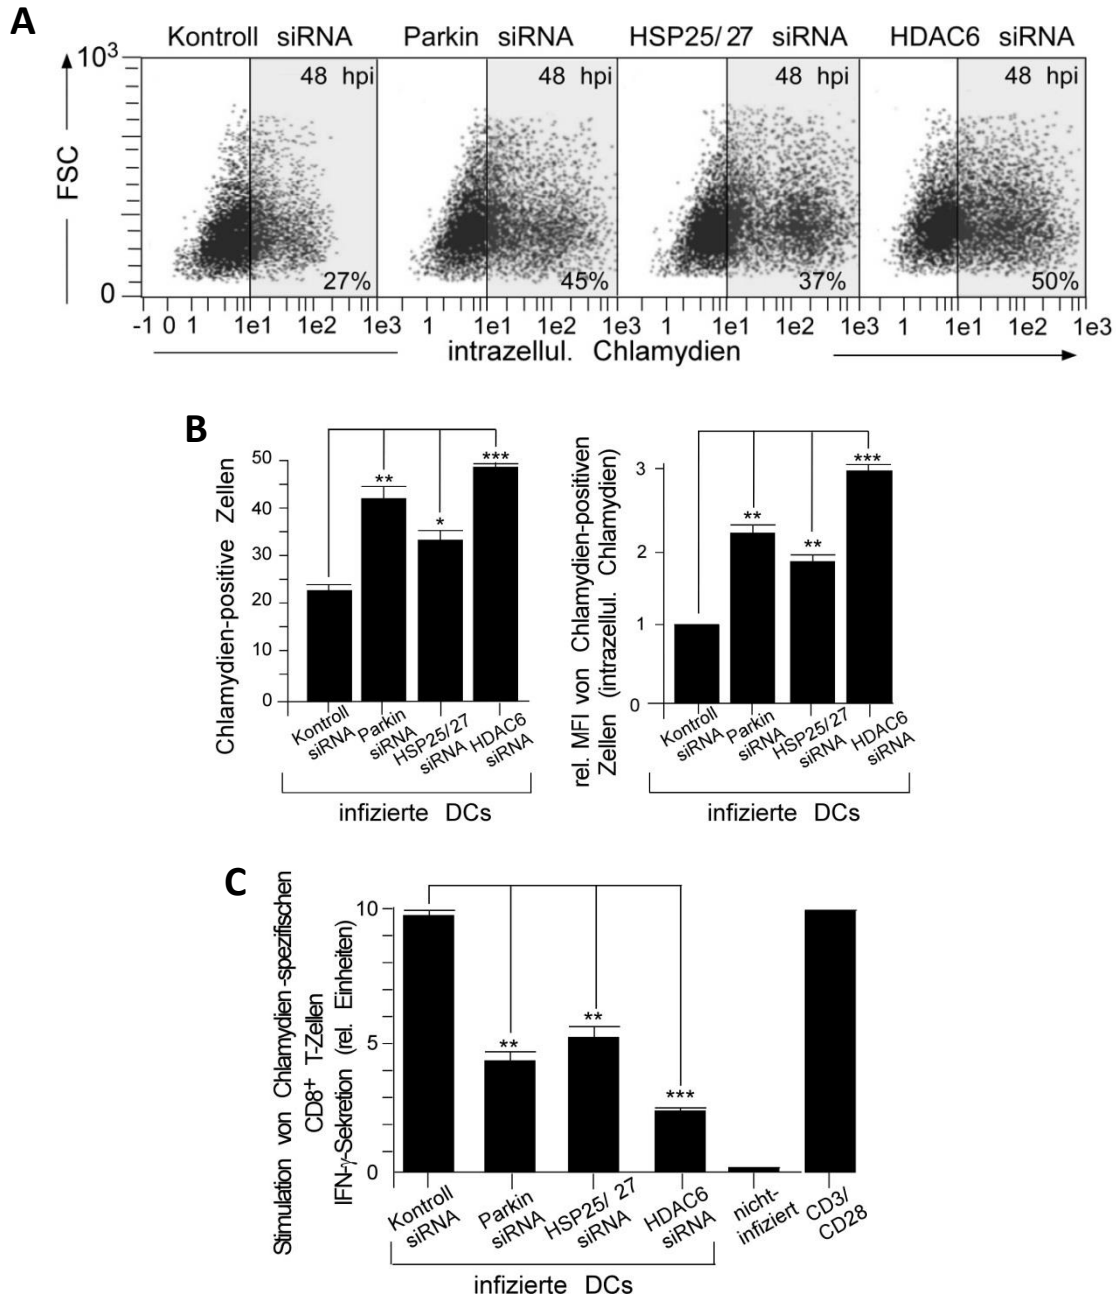 A
Kontroll siRNA
Parkin siRNA
HSP25/27 siRNA
HDAC6 siRNA
10³
48 hpi
48 hpi
48 hpi
48 hpi
FSC
27%
45%
37%
50%
0
-1 0 1 1e1 1e2 1e3
1 1e1 1e2 1e3
1 1e1 1e2 1e3
1 1e1 1e2 1e3
intrazellul. Chlamydien
B
Chlamydien-positive Zellen
50
40
30
20
10
0
**
*
***
Kontroll
siRNA
Parkin
siRNA
HSP25/27
siRNA
HDAC6
siRNA
infizierte DCs
rel. MFI von Chlamydien-positiven
Zellen (intrazellul. Chlamydien)
3
2
1
0
**
**
***
Kontroll
siRNA
Parkin
siRNA
HSP25/27
siRNA
HDAC6
siRNA
infizierte DCs
C
Stimulation von Chlamydien-spezifischen
CD8⁺ T-Zellen
IFN-γ-Sekretion (rel. Einheiten)
10
5
0
**
**
***
Kontroll
siRNA
Parkin
siRNA
HSP25/27
siRNA
HDAC6
siRNA
nicht-
infiziert
CD3/
CD28
infizierte DCs